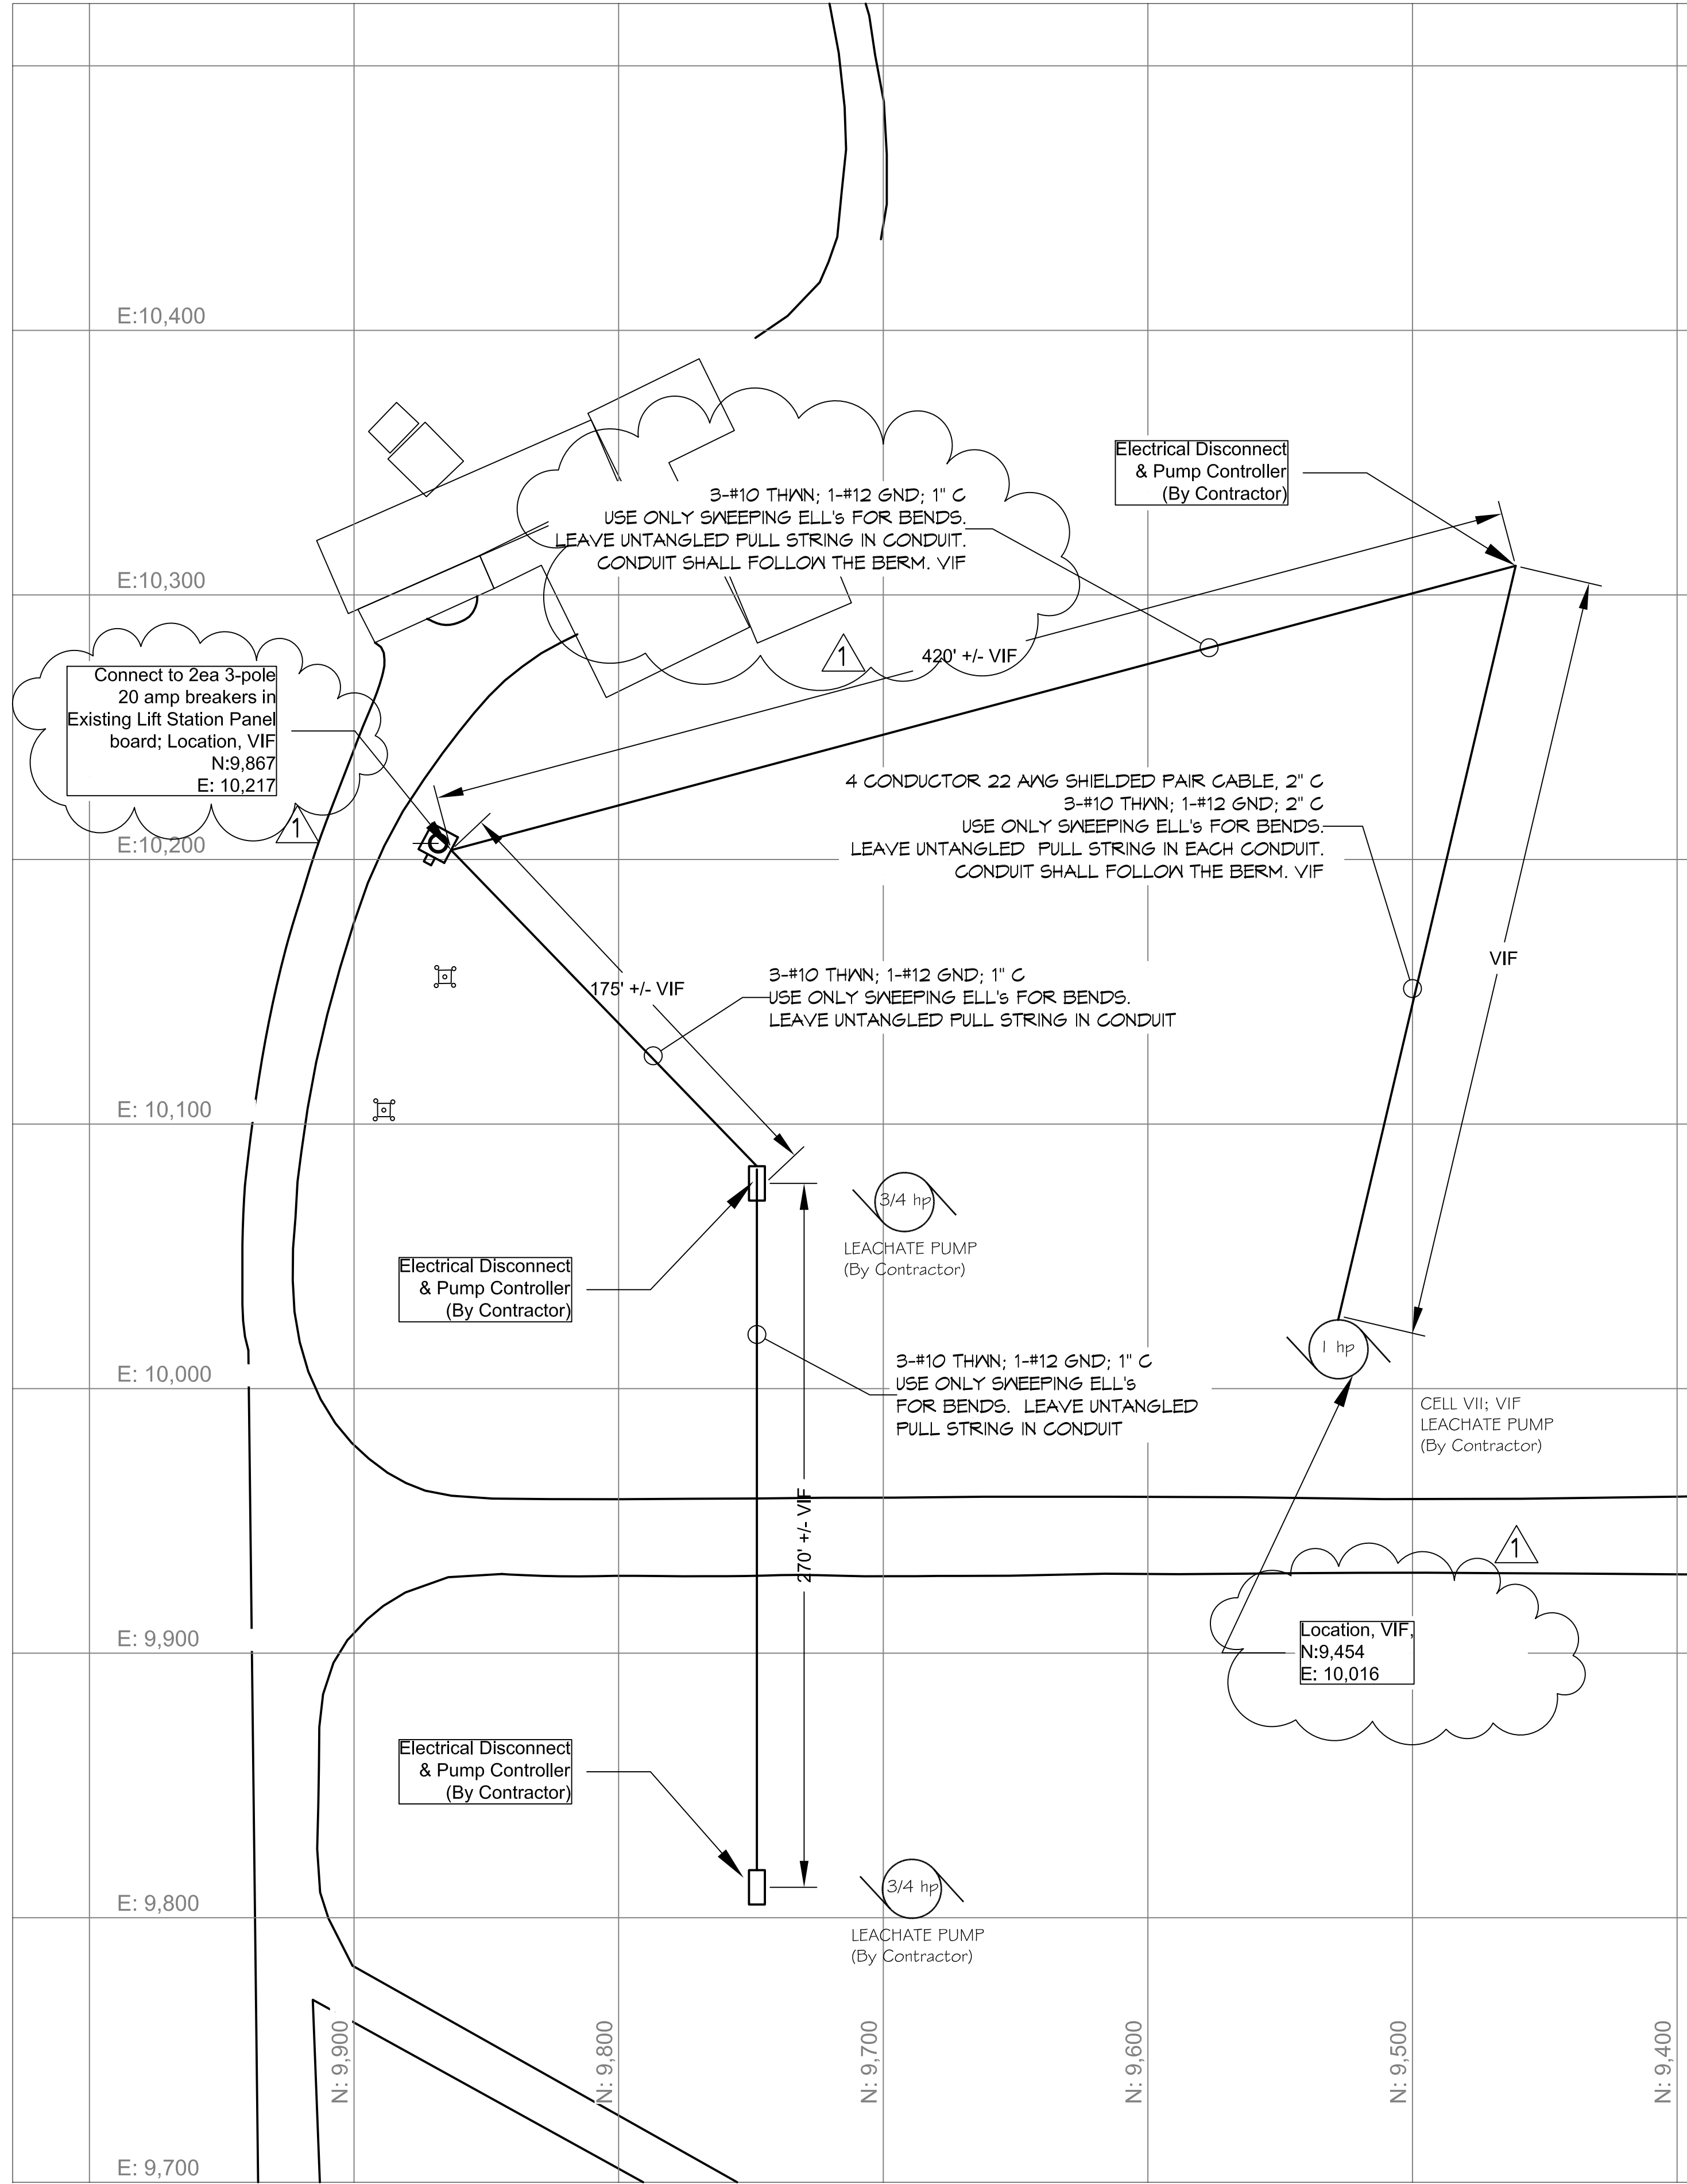 E:10,400
Electrical Disconnect
& Pump Controller
(By Contractor)
3-#10 THWN; 1-#12 GND; 1" C
USE ONLY SWEEPING ELL's FOR BENDS.
LEAVE UNTANGLED PULL STRING IN CONDUIT.
CONDUIT SHALL FOLLOW THE BERM. VIF
E:10,300
1
420' +/- VIF
Connect to 2ea 3-pole
20 amp breakers in
Existing Lift Station Panel
board; Location, VIF
N:9,867
E: 10,217
1
4 CONDUCTOR 22 AWG SHIELDED PAIR CABLE, 2" C
3-#10 THWN; 1-#12 GND; 2" C
USE ONLY SWEEPING ELL's FOR BENDS.
LEAVE UNTANGLED PULL STRING IN EACH CONDUIT.
CONDUIT SHALL FOLLOW THE BERM. VIF
E:10,200
VIF
175' +/- VIF
3-#10 THWN; 1-#12 GND; 1" C
USE ONLY SWEEPING ELL's FOR BENDS.
LEAVE UNTANGLED PULL STRING IN CONDUIT
E: 10,100
3/4 hp
LEACHATE PUMP
(By Contractor)
Electrical Disconnect
& Pump Controller
(By Contractor)
1 hp
3-#10 THWN; 1-#12 GND; 1" C
USE ONLY SWEEPING ELL's
FOR BENDS. LEAVE UNTANGLED
PULL STRING IN CONDUIT
E: 10,000
CELL VII; VIF
LEACHATE PUMP
(By Contractor)
270' +/- VIF
1
Location, VIF,
N:9,454
E: 10,016
E: 9,900
Electrical Disconnect
& Pump Controller
(By Contractor)
3/4 hp
LEACHATE PUMP
(By Contractor)
E: 9,800
N: 9,900
N: 9,800
N: 9,700
N: 9,600
N: 9,500
N: 9,400
E: 9,700